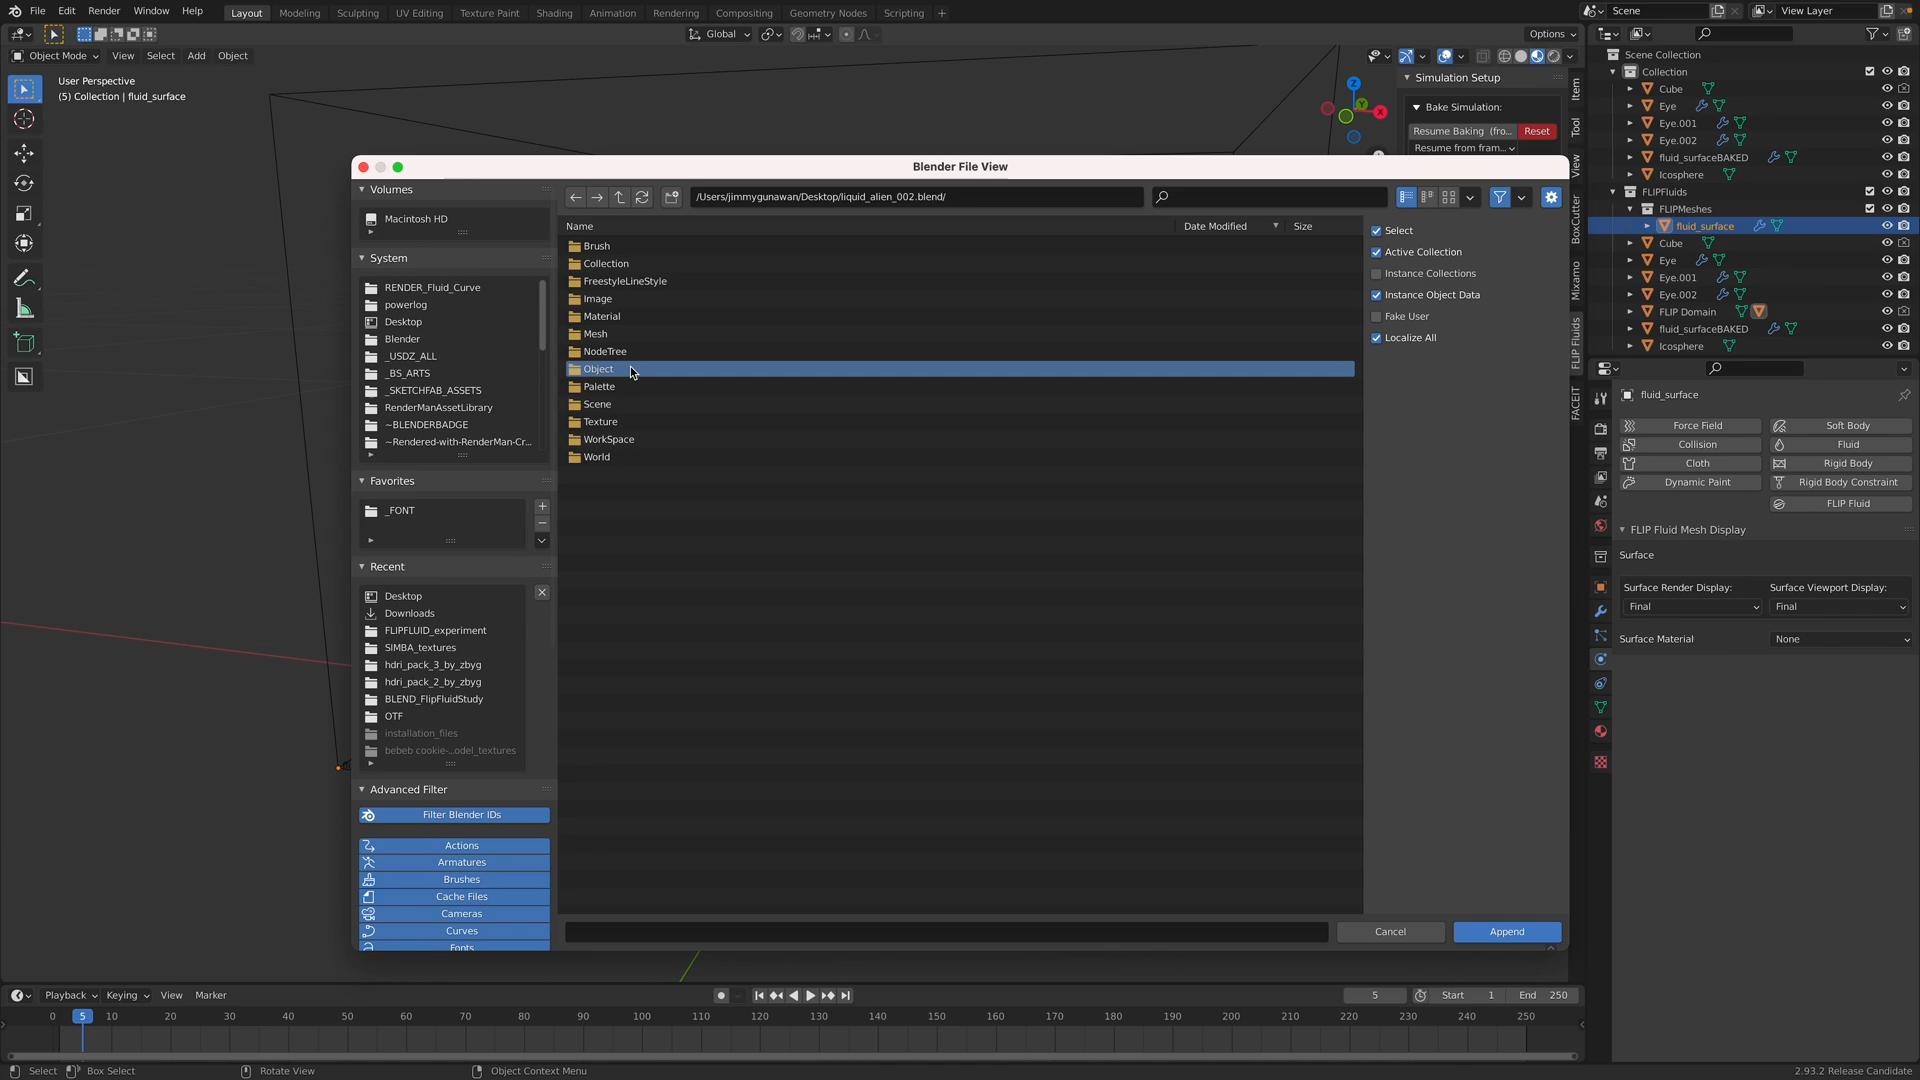 File Edit Render Window Help Layout Modeling Sculpting UV Editing Texture Paint Shading Animation Rendering Compositing Geometry Nodes Scripting + Scene View Layer
Global Options
Object Mode View Select Add Object
User Perspective
(5) Collection | fluid_surface
Z
Y
X
Simulation Setup
Bake Simulation:
Resume Baking (fro... Reset
Resume from fram...
Item
Tool
View
BoxCutter
Mixamo
FLIP Fluids
FACEIT
Blender File View
Volumes
Macintosh HD
System
RENDER_Fluid_Curve
powerlog
Desktop
Blender
_USDZ_ALL
_BS_ARTS
_SKETCHFAB_ASSETS
RenderManAssetLibrary
~BLENDERBADGE
~Rendered-with-RenderMan-Cr...
Favorites
_FONT
Recent
Desktop
Downloads
FLIPFLUID_experiment
SIMBA_textures
hdri_pack_3_by_zbyg
hdri_pack_2_by_zbyg
BLEND_FlipFluidStudy
OTF
installation_files
bebeb cookie-...odel_textures
Advanced Filter
Filter Blender IDs
Actions
Armatures
Brushes
Cache Files
Cameras
Curves
Fonts
/Users/jimmygunawan/Desktop/liquid_alien_002.blend/
Name Date Modified Size
Brush
Collection
FreestyleLineStyle
Image
Material
Mesh
NodeTree
Object
Palette
Scene
Texture
WorkSpace
World
Select
Active Collection
Instance Collections
Instance Object Data
Fake User
Localize All
Cancel Append
Scene Collection
Collection
Cube
Eye
Eye.001
Eye.002
fluid_surfaceBAKED
Icosphere
FLIPFluids
FLIPMeshes
fluid_surface
Cube
Eye
Eye.001
Eye.002
FLIP Domain
fluid_surfaceBAKED
Icosphere
fluid_surface
Force Field Soft Body
Collision Fluid
Cloth Rigid Body
Dynamic Paint Rigid Body Constraint
FLIP Fluid
FLIP Fluid Mesh Display
Surface
Surface Render Display: Surface Viewport Display:
Final Final
Surface Material None
Playback Keying View Marker 5 Start 1 End 250
0 5 10 20 30 40 50 60 70 80 90 100 110 120 130 140 150 160 170 180 190 200 210 220 230 240 250
Select Box Select Rotate View Object Context Menu 2.93.2 Release Candidate